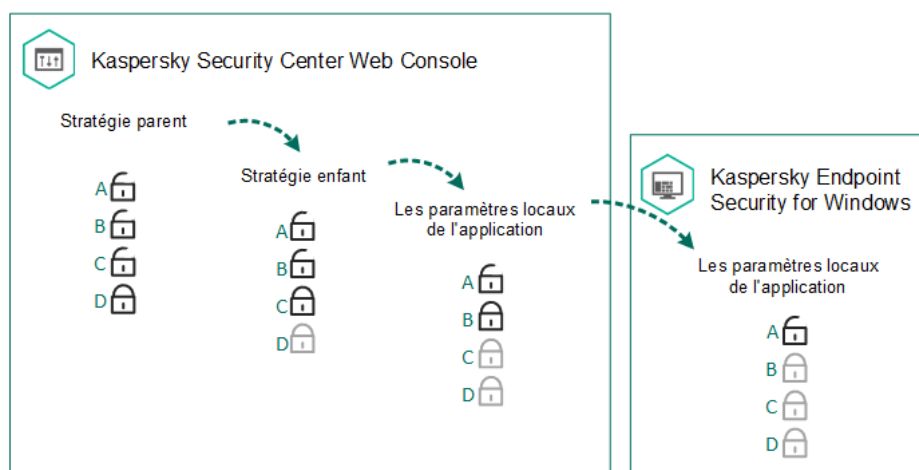 Kaspersky Security Center Web Console
Stratégie parent
A
B
C
D
Stratégie enfant
A
B
C
D
Les paramètres locaux
de l'application
A
B
C
D
Kaspersky Endpoint
Security for Windows
Les paramètres locaux
de l'application
A
B
C
D